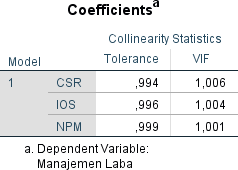 Coefficientsa
Collinearity Statistics
Model Tolerance VIF
1 CSR ,994 1,006
IOS ,996 1,004
NPM ,999 1,001
a. Dependent Variable:
Manajemen Laba